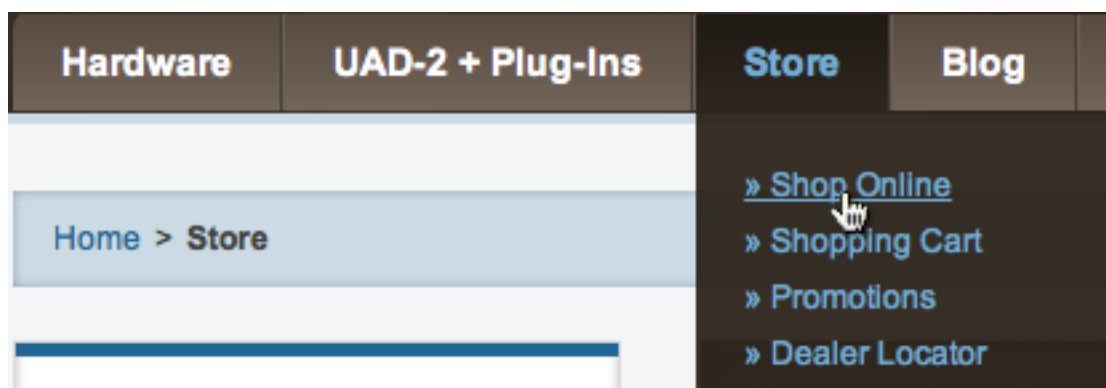 Hardware UAD-2 + Plug-Ins Store Blog
» Shop Online
» Shopping Cart
» Promotions
» Dealer Locator
Home > Store